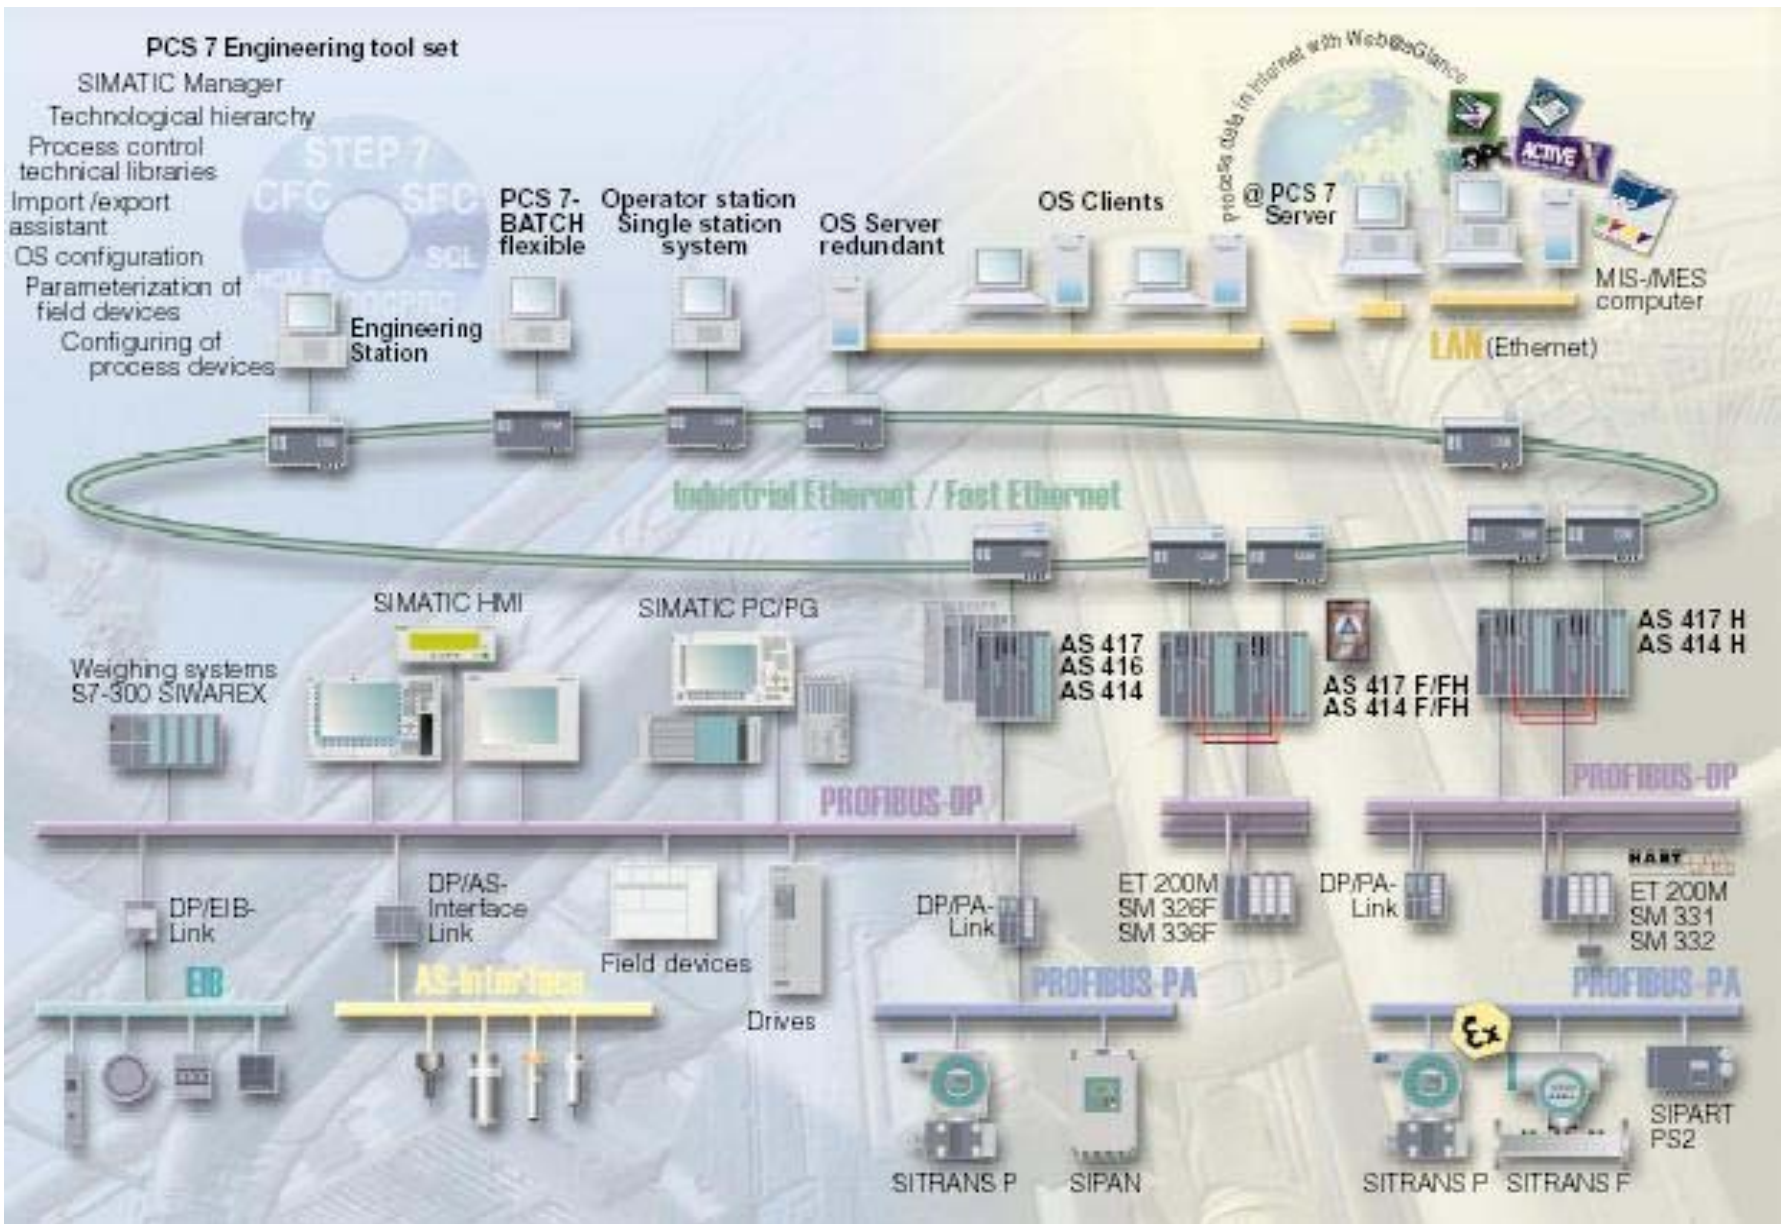 PCS 7 Engineering tool set
SIMATIC Manager
Technological hierarchy
Process control
technical libraries
Import /export
assistant
OS configuration
Parameterization of
field devices
Configuring of
process devices
STEP 7
CFC
SFC
SQL
Engineering
Station
PCS 7-
BATCH
flexible
Operator station
Single station
system
OS Server
redundant
OS Clients
Process data in Internet with Web@aGlance
@ PCS 7
Server
ACTIVE X
MIS-/MES
computer
LAN (Ethernet)
Industrial Ethernet / Fast Ethernet
SIMATIC HMI
SIMATIC PC/PG
Weighing systems
S7-300 SIWAREX
AS 417
AS 416
AS 414
AS 417 F/FH
AS 414 F/FH
AS 417 H
AS 414 H
PROFIBUS-DP
PROFIBUS-DP
DP/EIB-
Link
DP/AS-
Interface
Link
Field devices
Drives
DP/PA-
Link
ET 200M
SM 326F
SM 336F
DP/PA-
Link
HART
ET 200M
SM 331
SM 332
EIB
AS-Interface
PROFIBUS-PA
PROFIBUS-PA
Ex
SITRANS P
SIPAN
SITRANS P
SITRANS F
SIPART
PS2